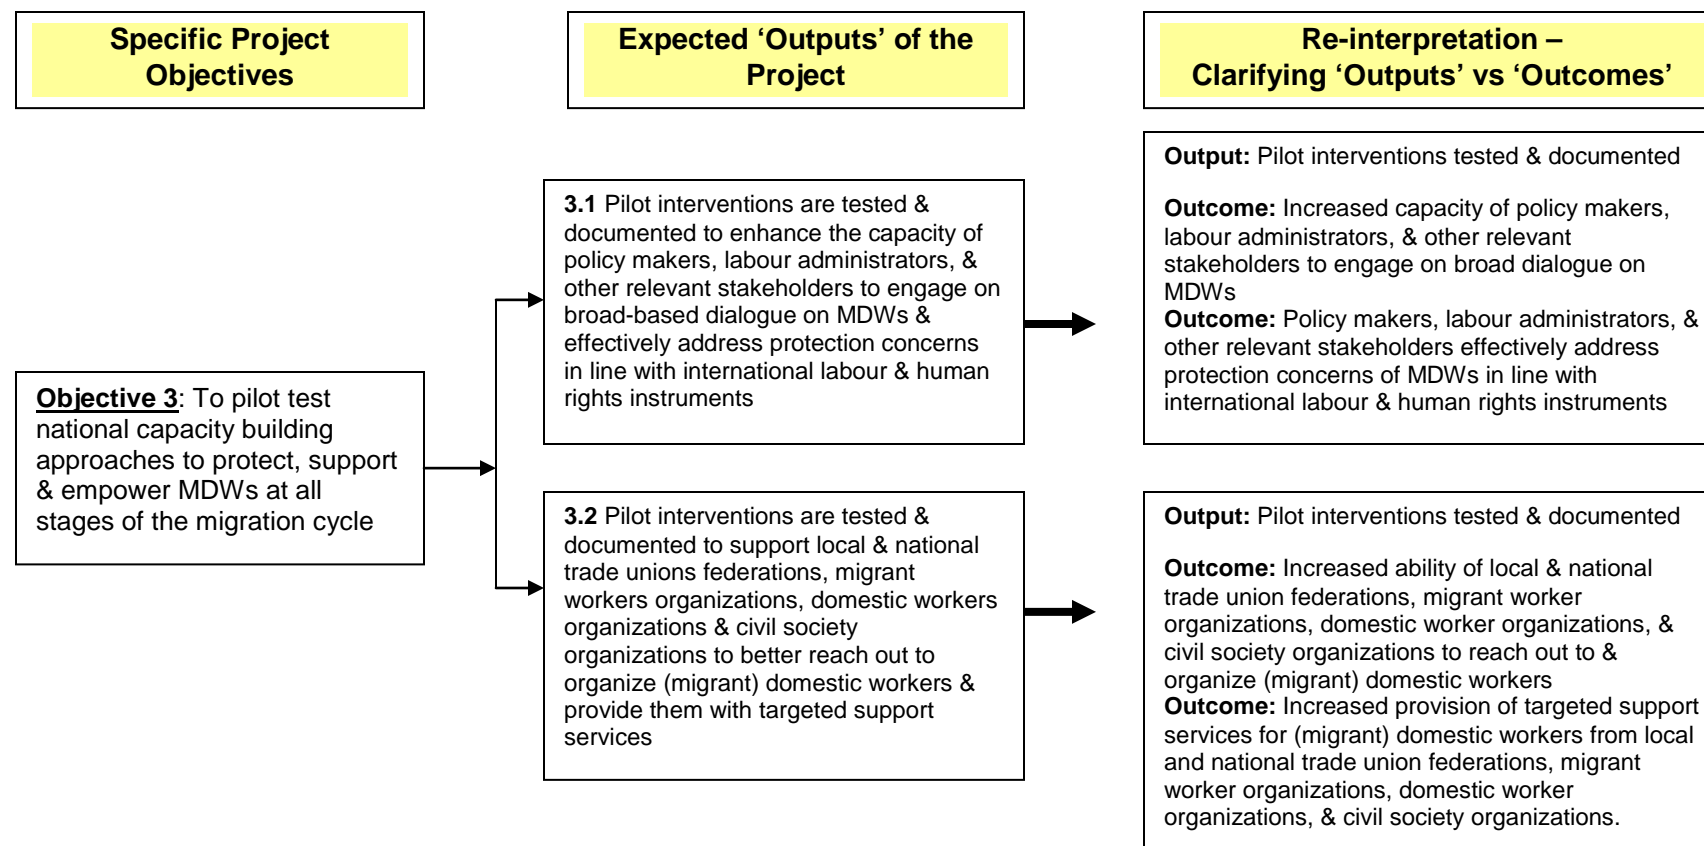 Specific Project
Objectives
Expected ‘Outputs’ of the
Project
Re-interpretation –
Clarifying ‘Outputs’ vs ‘Outcomes’
Objective 3: To pilot test
national capacity building
approaches to protect, support
& empower MDWs at all
stages of the migration cycle
3.1 Pilot interventions are tested &
documented to enhance the capacity of
policy makers, labour administrators, &
other relevant stakeholders to engage on
broad-based dialogue on MDWs &
effectively address protection concerns
in line with international labour & human
rights instruments
Output: Pilot interventions tested & documented
Outcome: Increased capacity of policy makers,
labour administrators, & other relevant
stakeholders to engage on broad dialogue on
MDWs
Outcome: Policy makers, labour administrators, &
other relevant stakeholders effectively address
protection concerns of MDWs in line with
international labour & human rights instruments
3.2 Pilot interventions are tested &
documented to support local & national
trade unions federations, migrant
workers organizations, domestic workers
organizations & civil society
organizations to better reach out to
organize (migrant) domestic workers &
provide them with targeted support
services
Output: Pilot interventions tested & documented
Outcome: Increased ability of local & national
trade union federations, migrant worker
organizations, domestic worker organizations, &
civil society organizations to reach out to &
organize (migrant) domestic workers
Outcome: Increased provision of targeted support
services for (migrant) domestic workers from local
and national trade union federations, migrant
worker organizations, domestic worker
organizations, & civil society organizations.